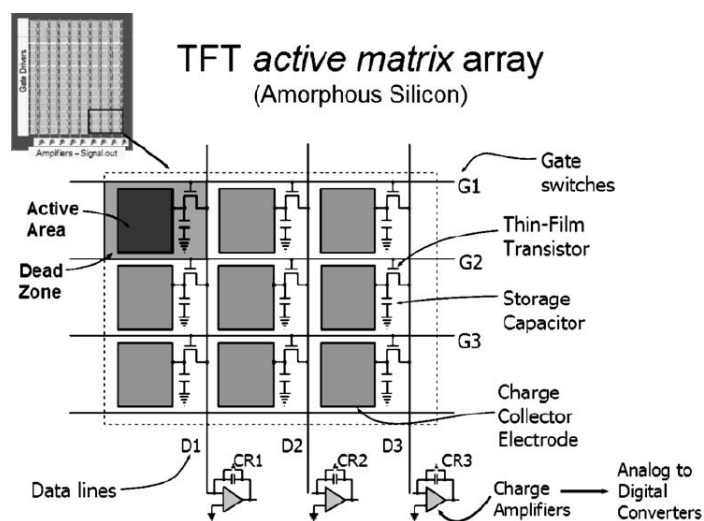 TFT active matrix array
(Amorphous Silicon)
Gate Drivers
Amplifiers – Signal out
Gate
switches
G1
Active
Area
Thin-Film
Transistor
Dead
Zone
G2
Storage
Capacitor
G3
Charge
Collector
Electrode
D1
D2
D3
CR1
CR2
CR3
Data lines
Charge
Amplifiers
Analog to
Digital
Converters